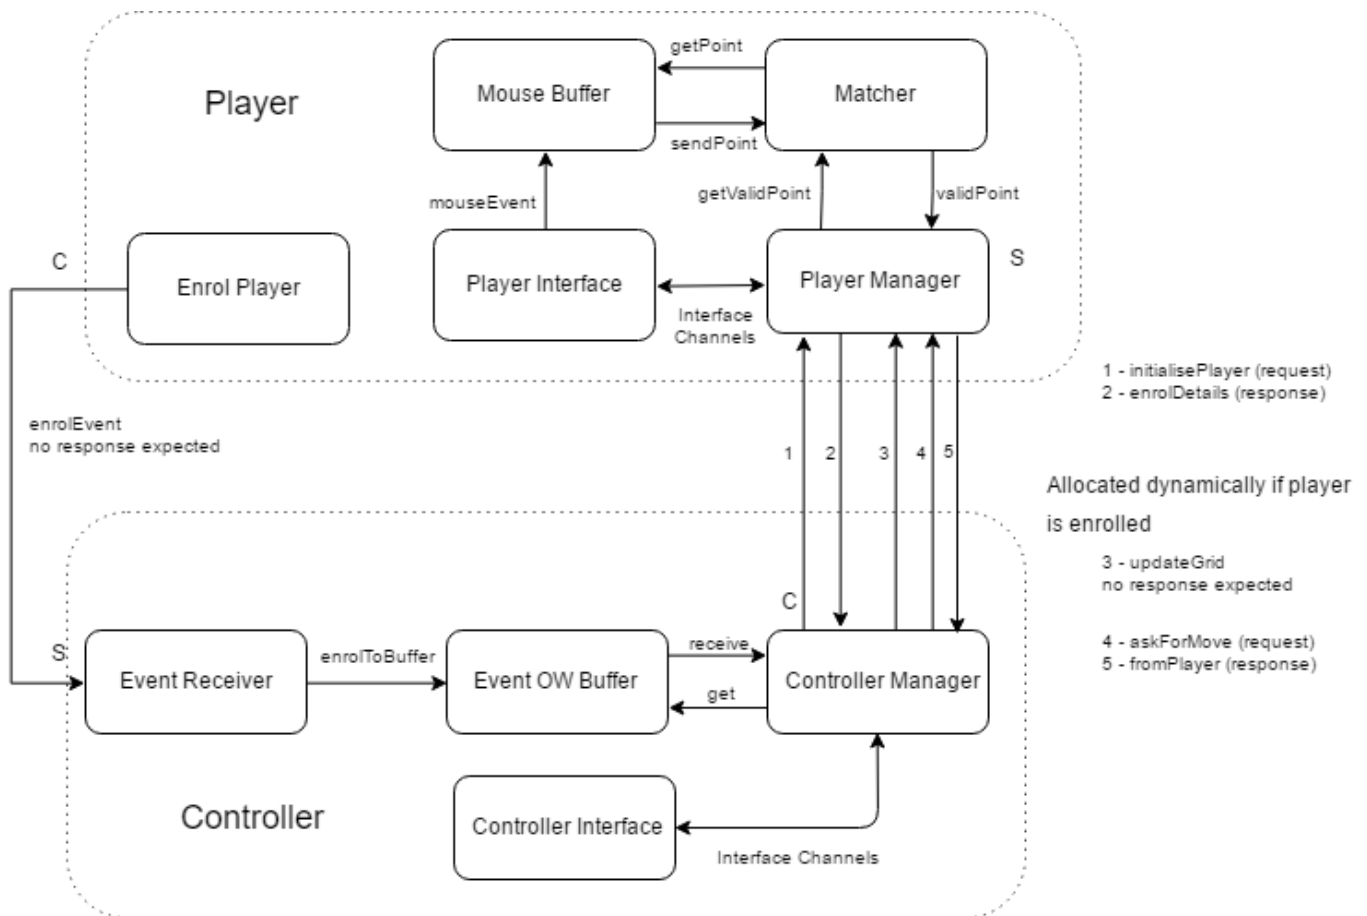 getPoint
Mouse Buffer
Matcher
Player
sendPoint
mouseEvent
getValidPoint
validPoint
C
Enrol Player
Player Interface
Player Manager
S
Interface
Channels
1 - initialisePlayer (request)
2 - enrolDetails (response)
enrolEvent
no response expected
1
2
3
4
5
Allocated dynamically if player
is enrolled
3 - updateGrid
no response expected
C
4 - askForMove (request)
5 - fromPlayer (response)
S
Event Receiver
enrolToBuffer
Event OW Buffer
receive
get
Controller Manager
Controller
Controller Interface
Interface Channels